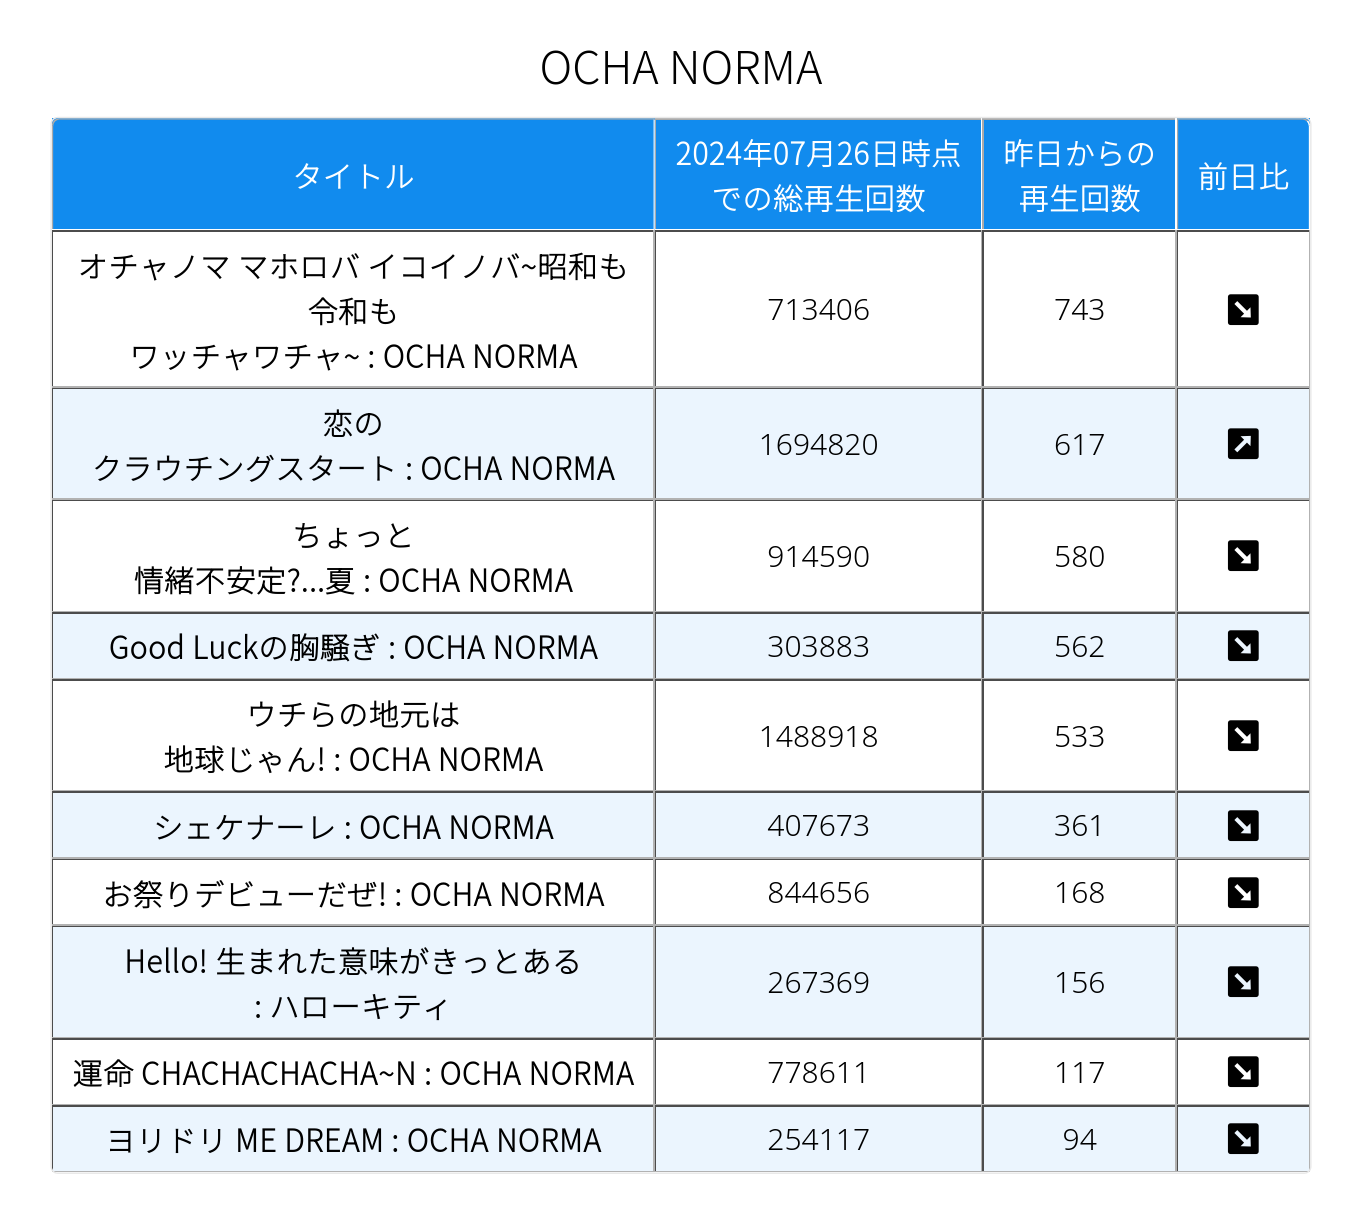 OCHA NORMA
タイトル
2024年07月26日時点
での総再生回数
昨日からの
再生回数
前日比
オチャノマ マホロバ イコイノバ~昭和も
令和も
ワッチャワチャ~ : OCHA NORMA
713406
743
恋の
クラウチングスタート : OCHA NORMA
1694820
617
ちょっと
情緒不安定?...夏 : OCHA NORMA
914590
580
Good Luckの胸騒ぎ : OCHA NORMA
303883
562
ウチらの地元は
地球じゃん! : OCHA NORMA
1488918
533
シェケナーレ : OCHA NORMA
407673
361
お祭りデビューだぜ! : OCHA NORMA
844656
168
Hello! 生まれた意味がきっとある
: ハローキティ
267369
156
運命 CHACHACHACHA~N : OCHA NORMA
778611
117
ヨリドリ ME DREAM : OCHA NORMA
254117
94